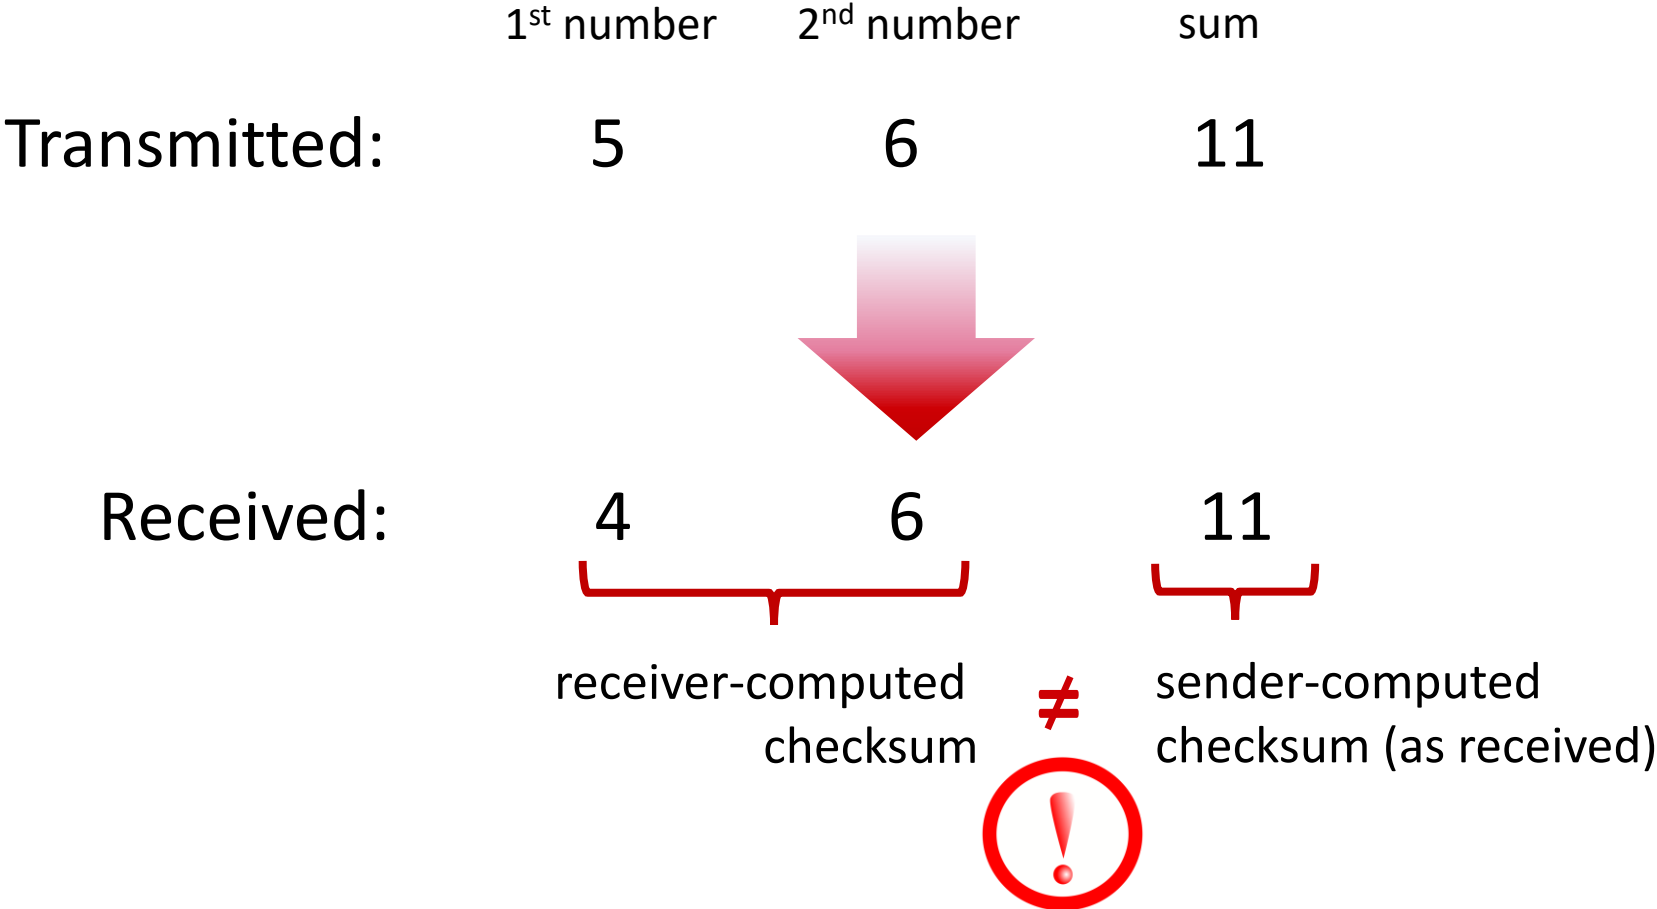 1st number 2nd number sum
Transmitted: 5 6 11
Received: 4 6 11
receiver-computed ≠ sender-computed
checksum checksum (as received)
!